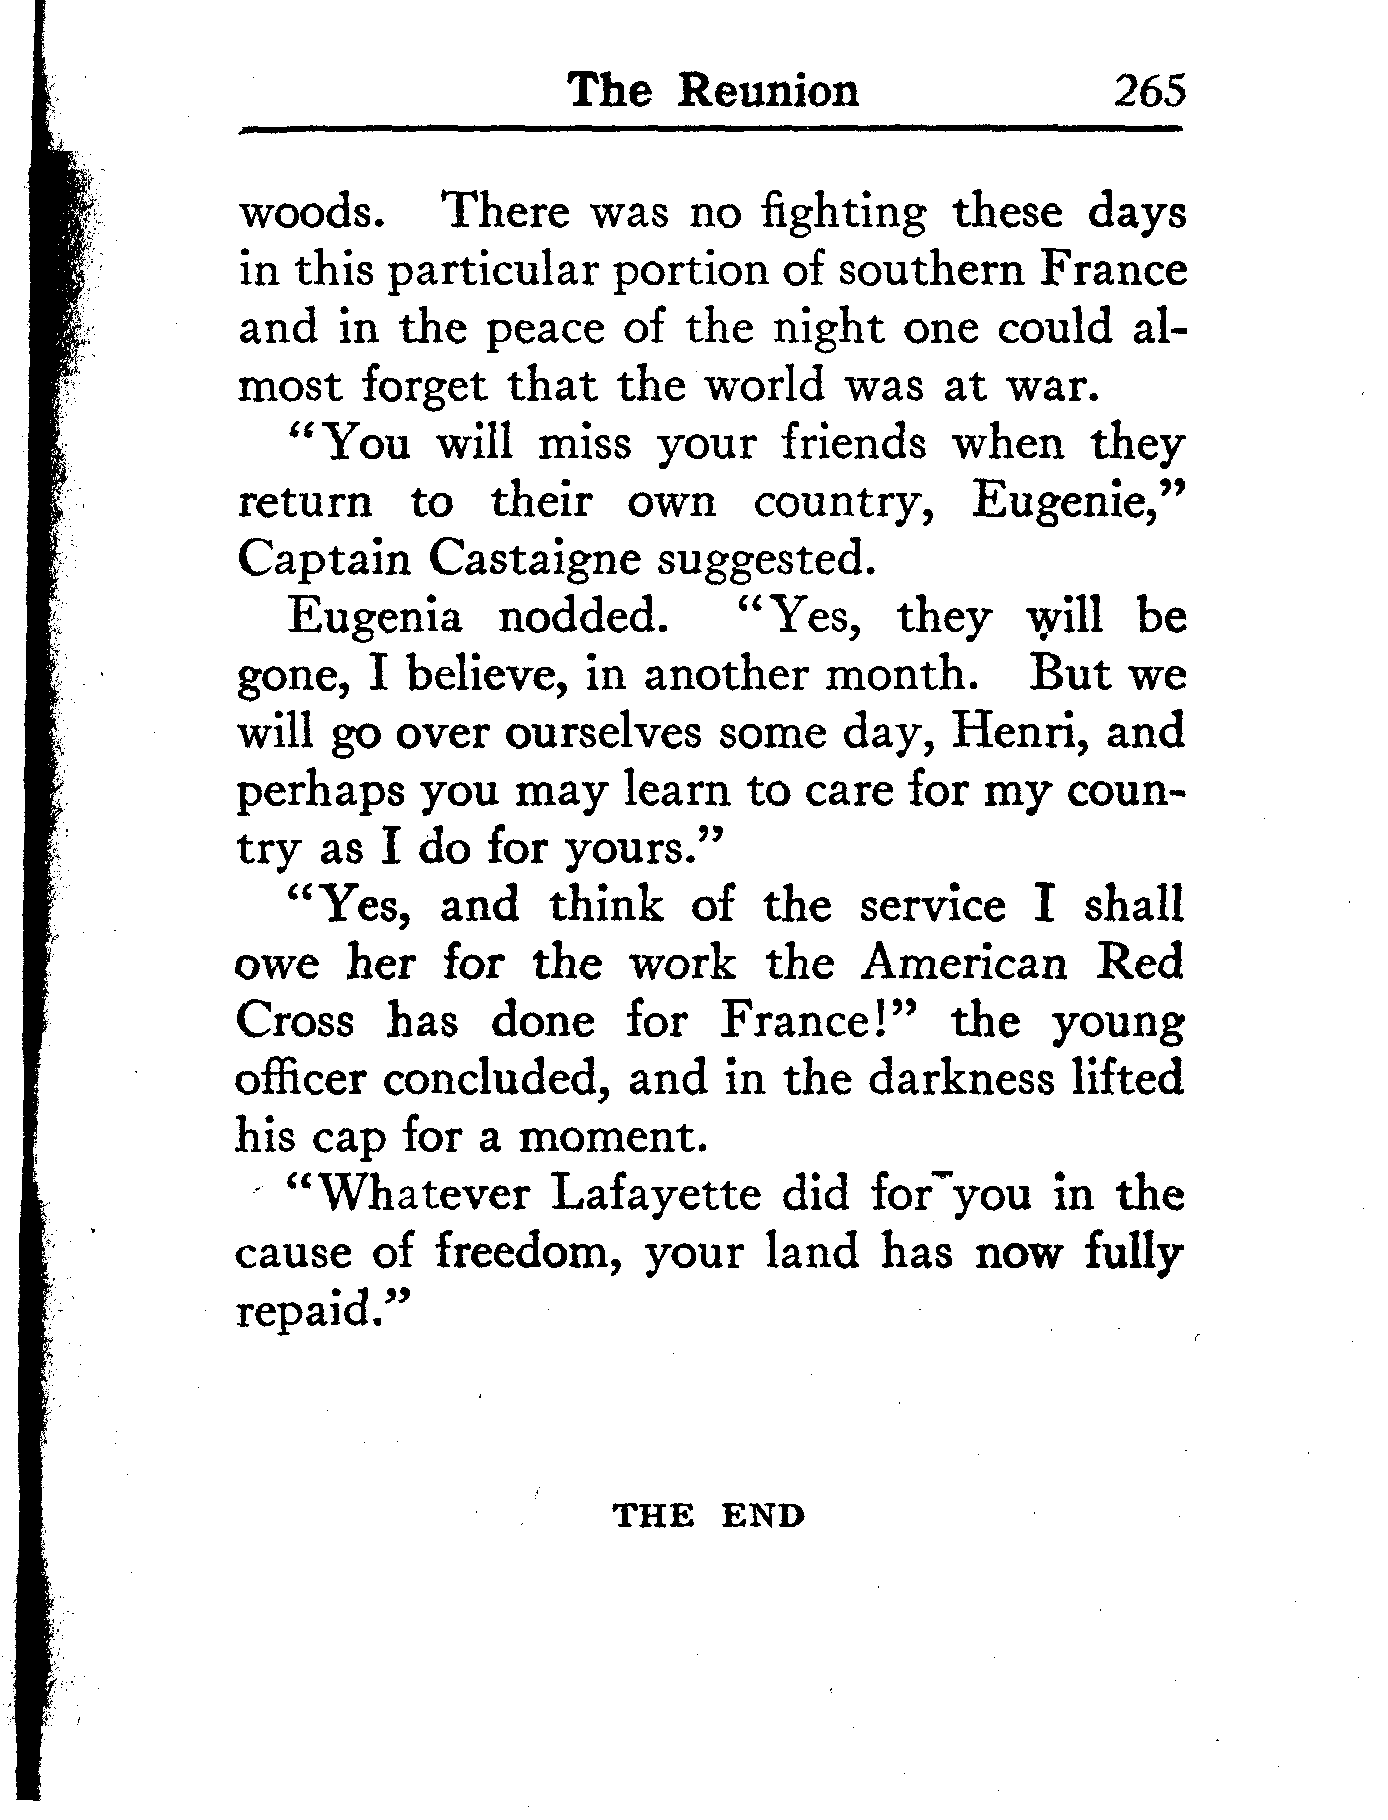 The Reunion 265
woods. There was no fighting these days
in this particular portion of southern France
and in the peace of the night one could al-
most forget that the world was at war.
“You will miss your friends when they
return to their own country, Eugenie,”
Captain Castaigne suggested.
Eugenia nodded. “Yes, they will be
gone, I believe, in another month. But we
will go over ourselves some day, Henri, and
perhaps you may learn to care for my coun-
try as I do for yours.”
“Yes, and think of the service I shall
owe her for the work the American Red
Cross has done for France!” the young
officer concluded, and in the darkness lifted
his cap for a moment.
“Whatever Lafayette did for you in the
cause of freedom, your land has now fully
repaid.”
THE END